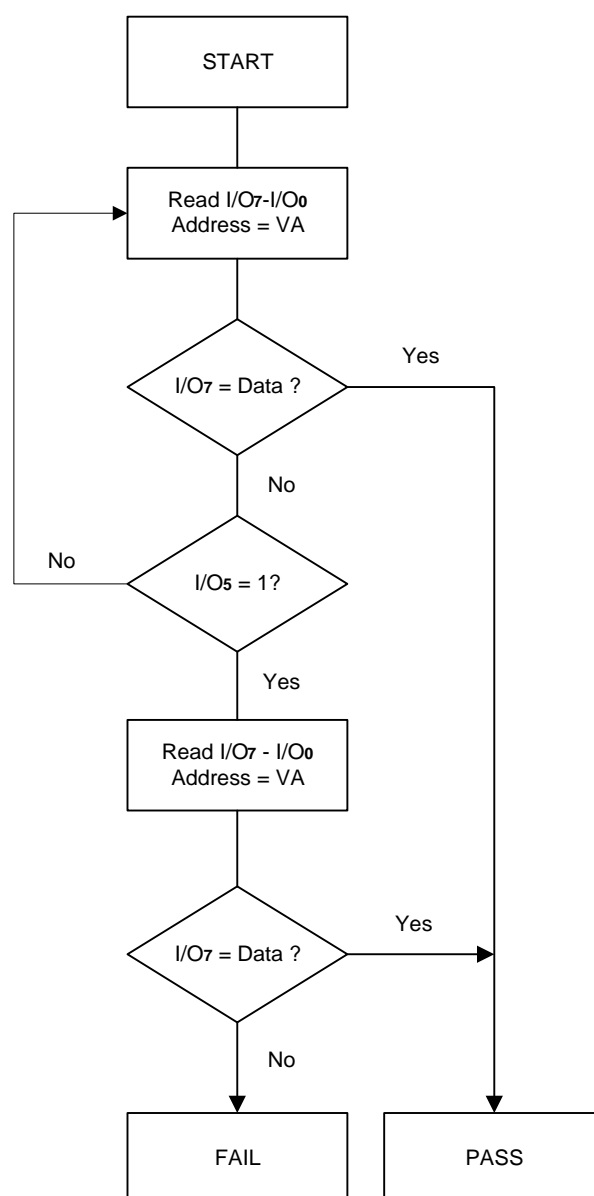 START
Read I/O7-I/O0
Address = VA
I/O7 = Data ?
Yes
No
I/O5 = 1?
No
Yes
Read I/O7 - I/O0
Address = VA
I/O7 = Data ?
Yes
No
FAIL
PASS